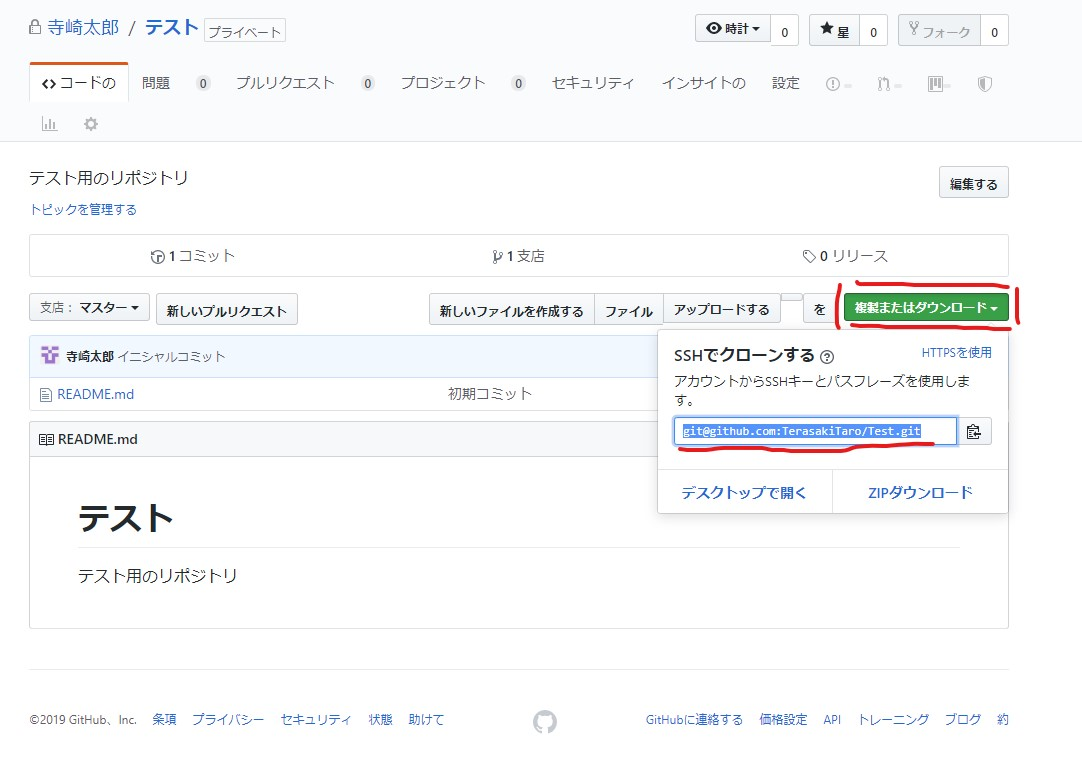 寺崎太郎 / テスト プライベート 時計 0 星 0 フォーク 0
コードの 問題 0 プルリクエスト 0 プロジェクト 0 セキュリティ インサイトの 設定
テスト用のリポジトリ 編集する
トピックを管理する
1 コミット 1 支店 0 リリース
支店： マスター 新しいプルリクエスト 新しいファイルを作成する ファイル アップロードする を 複製またはダウンロード
寺崎太郎 イニシャルコミット
README.md 初期コミット
SSHでクローンする HTTPSを使用
アカウントからSSHキーとパスフレーズを使用しま
す。
git@github.com:TerasakiTaro/Test.git
デスクトップで開く ZIPダウンロード
README.md
テスト
テスト用のリポジトリ
©2019 GitHub、Inc. 条項 プライバシー セキュリティ 状態 助けて GitHubに連絡する 価格設定 API トレーニング ブログ 約